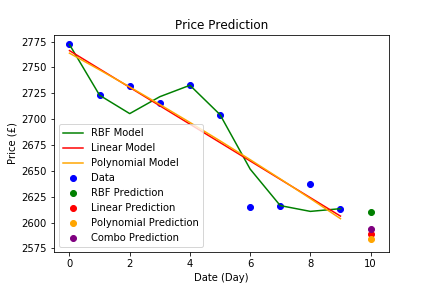 Price Prediction
2775
2750
2725
2700
2675
2650
2625
2600
2575
Price (£)
RBF Model
Linear Model
Polynomial Model
Data
RBF Prediction
Linear Prediction
Polynomial Prediction
Combo Prediction
0 2 4 6 8 10
Date (Day)